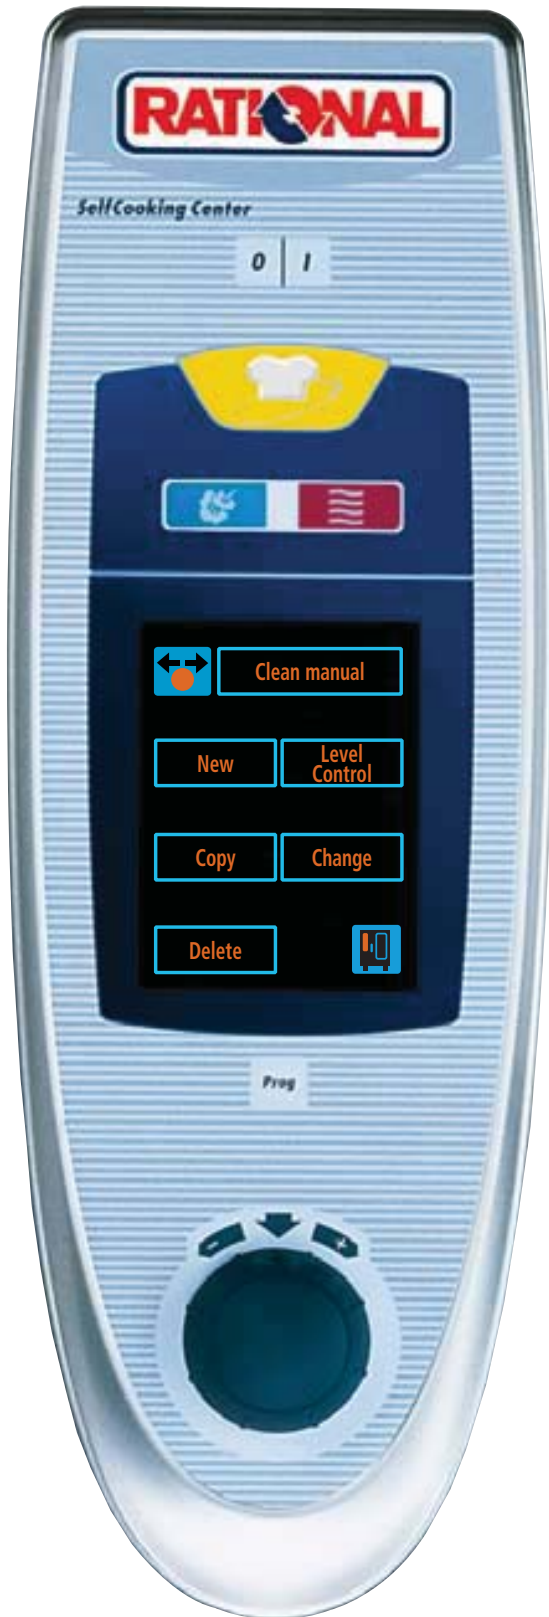 RATIONAL
SelfCooking Center
0 I
Clean manual
New
Level
Control
Copy
Change
Delete
Prog
- +